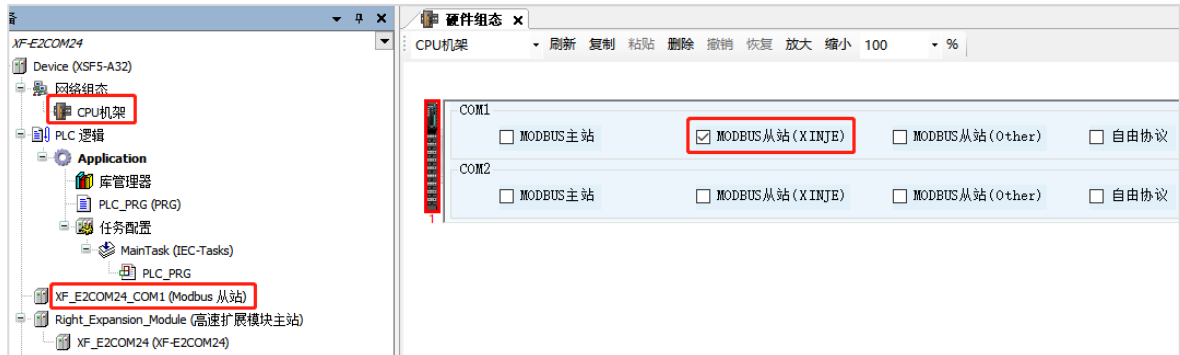 XF-E2COM24
Device (XSF5-A32)
网络组态
CPU机架
PLC 逻辑
Application
库管理器
PLC_PRG (PRG)
任务配置
MainTask (IEC-Tasks)
PLC_PRG
XF_E2COM24_COM1 (Modbus 从站)
Right_Expansion_Module (高速扩展模块主站)
XF_E2COM24 (XF-E2COM24)
硬件组态
CPU机架 刷新 复制 粘贴 删除 撤销 恢复 放大 缩小 100 %
COM1
MODBUS主站 MODBUS从站(XINJE) MODBUS从站(Other) 自由协议
COM2
MODBUS主站 MODBUS从站(XINJE) MODBUS从站(Other) 自由协议
1